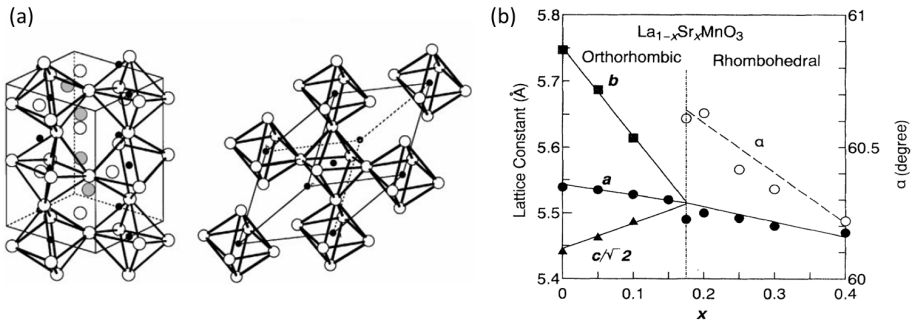 (a)
(b)
La1-xSrxMnO3
Orthorhombic
Rhombohedral
b
a
c/√2
α
Lattice Constant (Å)
5.8
5.7
5.6
5.5
5.4
α (degree)
61
60.5
60
0
0.1
0.2
0.3
0.4
x